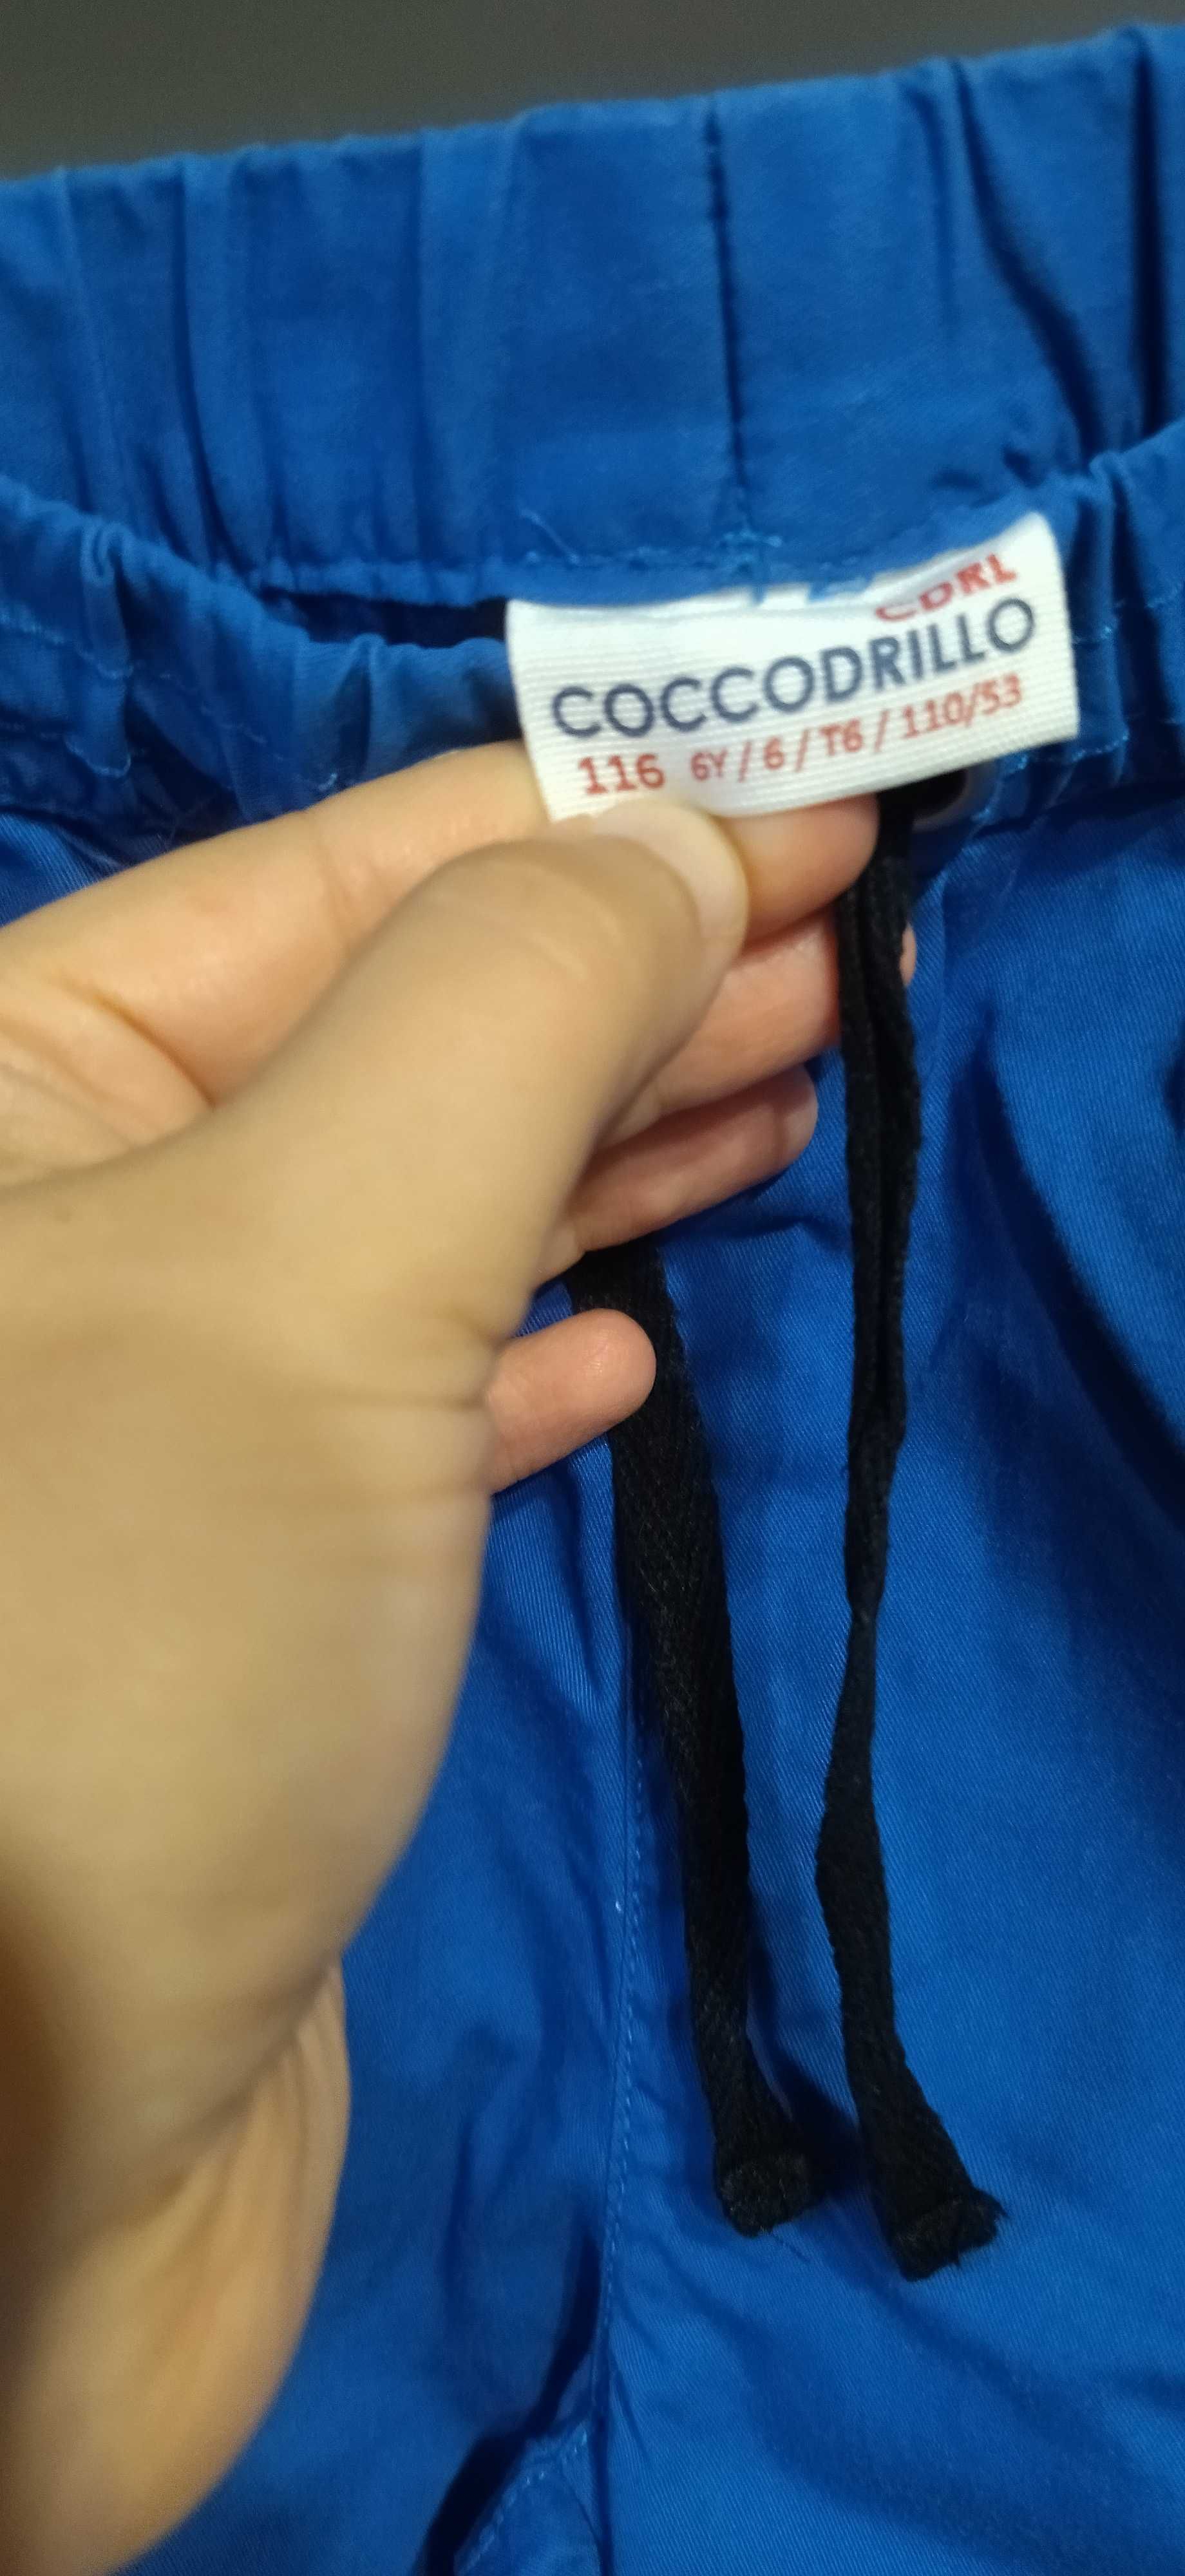 CDRL
COCCODRILLO
116 6Y / 6 / T6 / 110/53